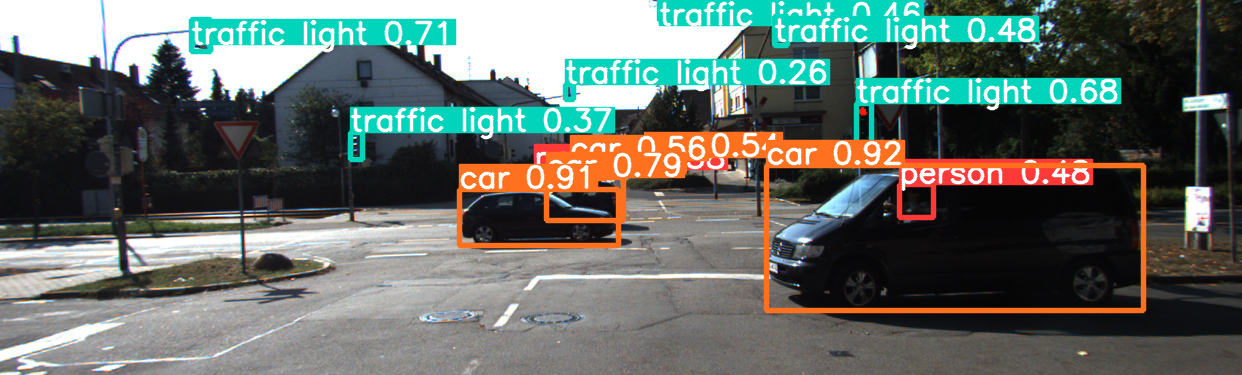 traffic light 0.46
traffic light 0.71
traffic light 0.48
traffic light 0.26
traffic light 0.68
traffic light 0.37
car 0.56
0.54
car 0.79
car 0.92
car 0.91
person 0.48